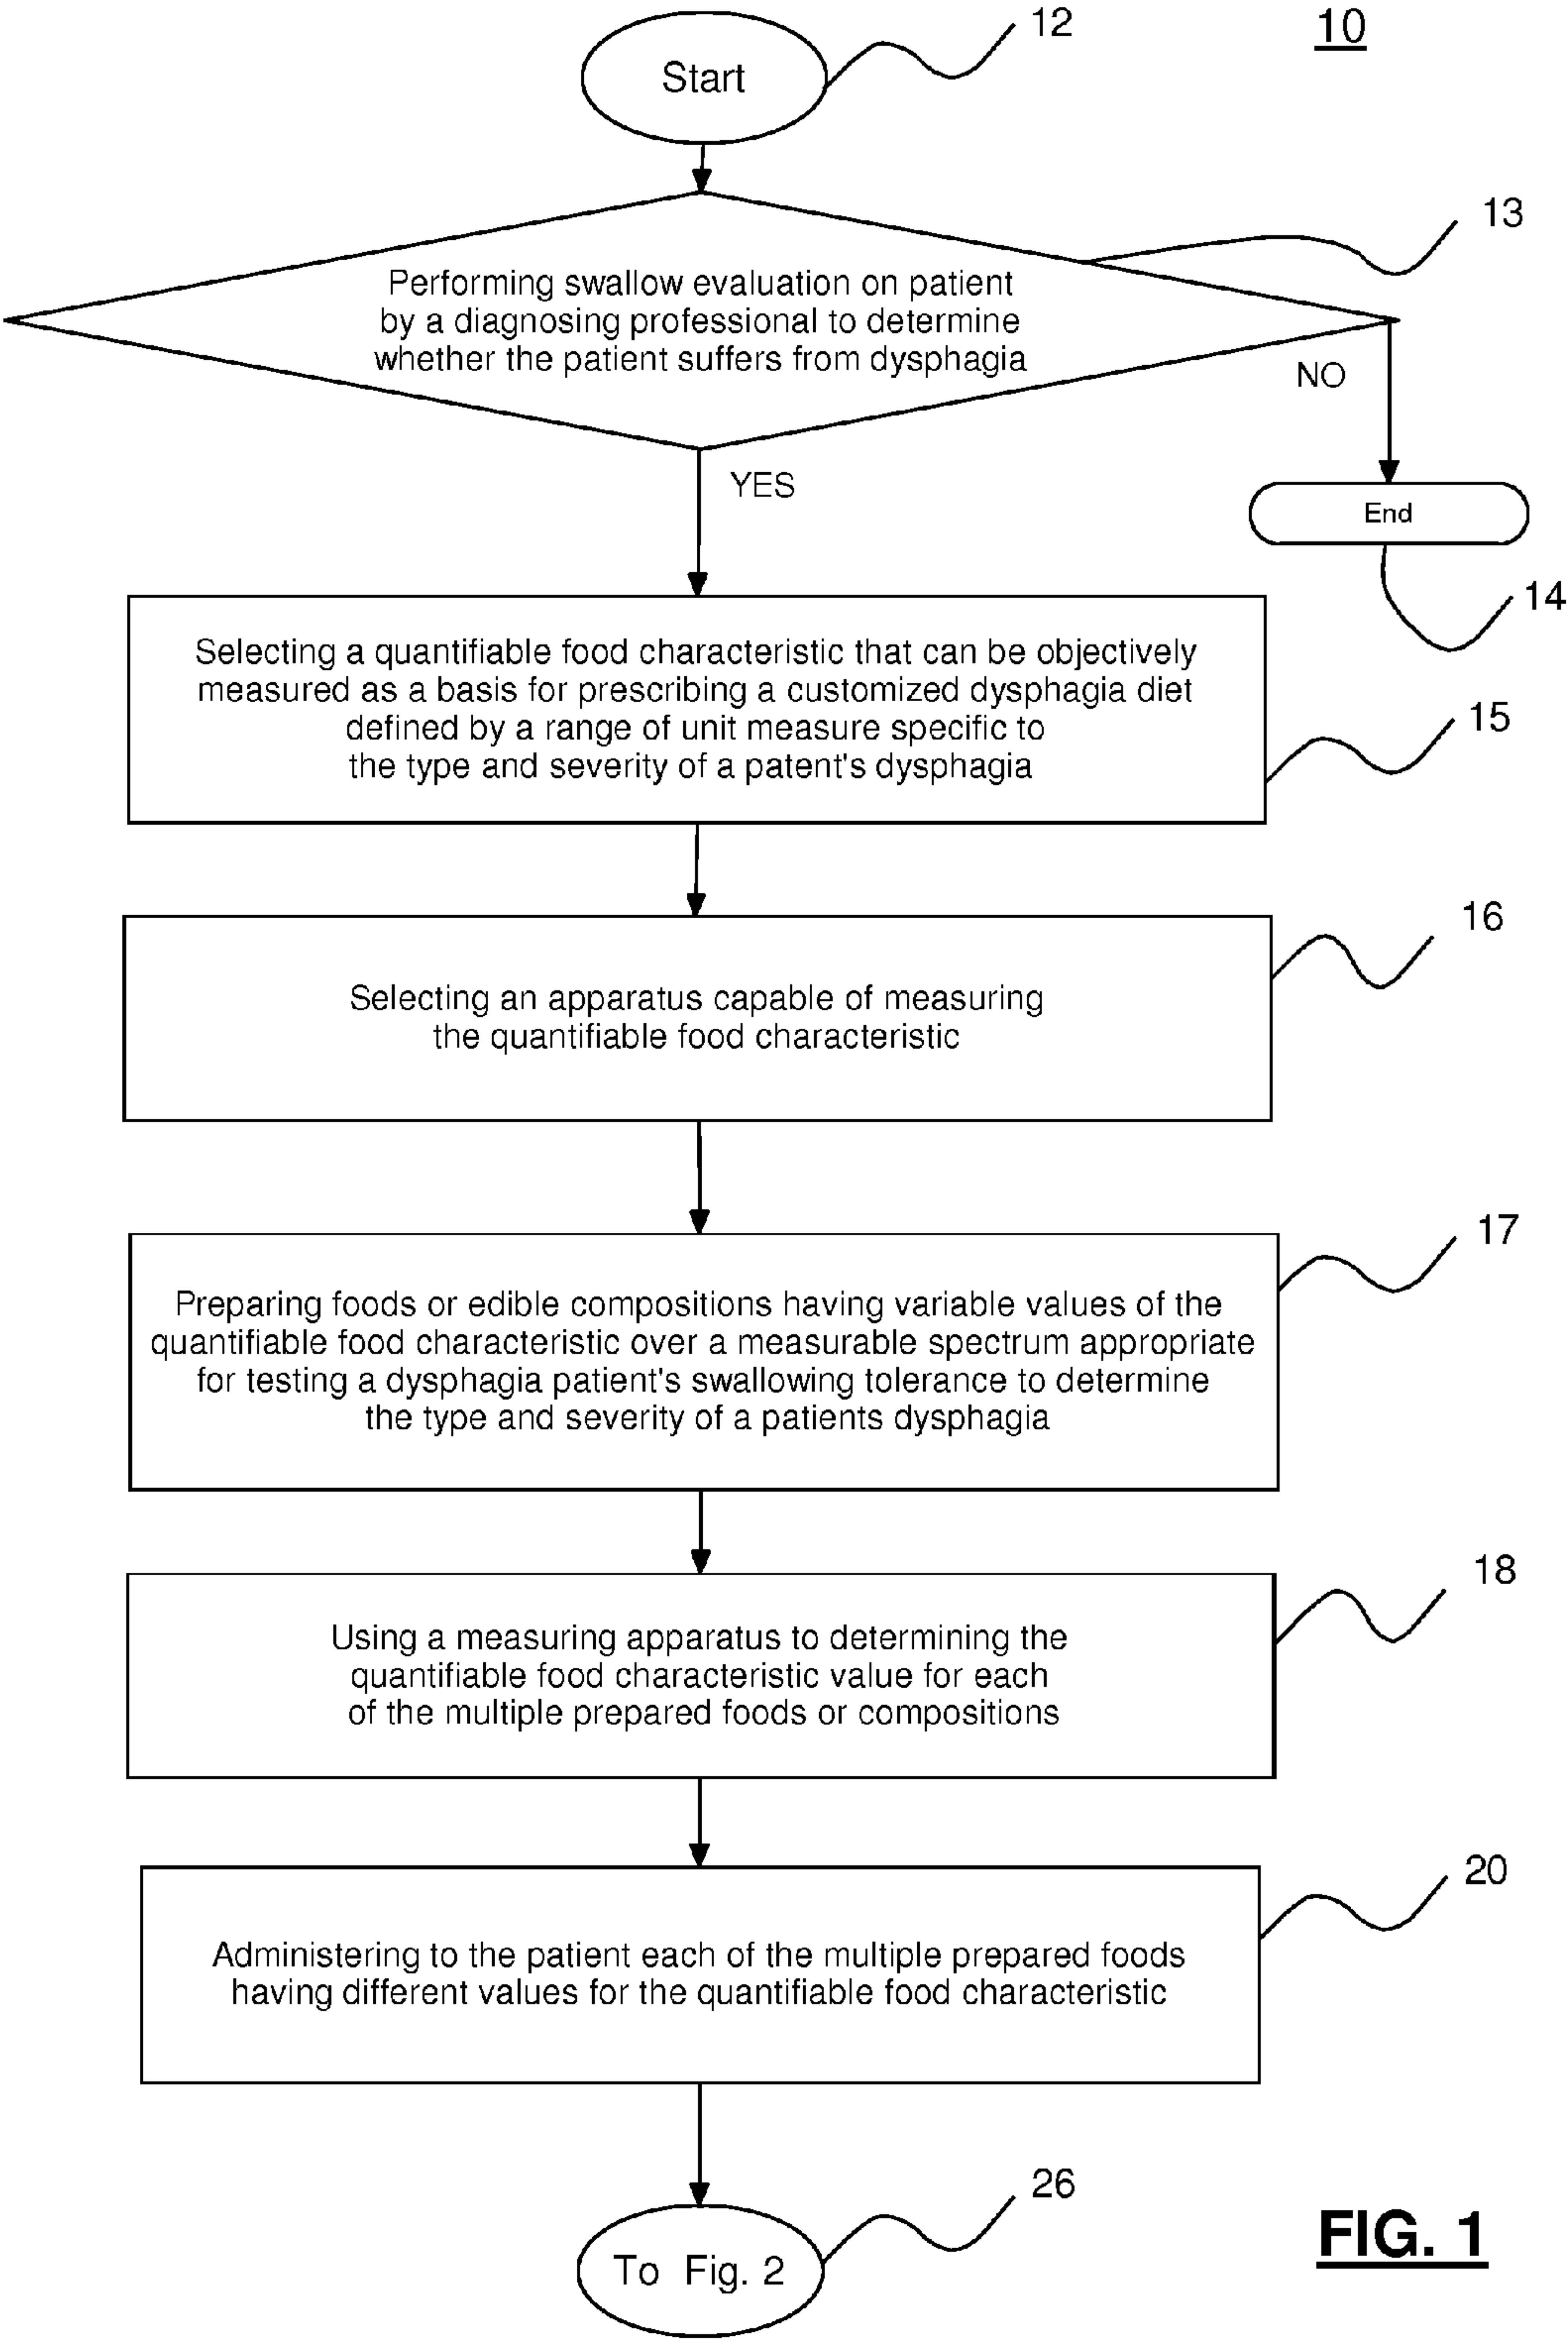 12
10
Start
13
Performing swallow evaluation on patient
by a diagnosing professional to determine
whether the patient suffers from dysphagia
NO
YES
End
14
Selecting a quantifiable food characteristic that can be objectively
measured as a basis for prescribing a customized dysphagia diet
defined by a range of unit measure specific to
the type and severity of a patent's dysphagia
15
16
Selecting an apparatus capable of measuring
the quantifiable food characteristic
17
Preparing foods or edible compositions having variable values of the
quantifiable food characteristic over a measurable spectrum appropriate
for testing a dysphagia patient's swallowing tolerance to determine
the type and severity of a patients dysphagia
18
Using a measuring apparatus to determining the
quantifiable food characteristic value for each
of the multiple prepared foods or compositions
20
Administering to the patient each of the multiple prepared foods
having different values for the quantifiable food characteristic
26
To Fig. 2
FIG. 1